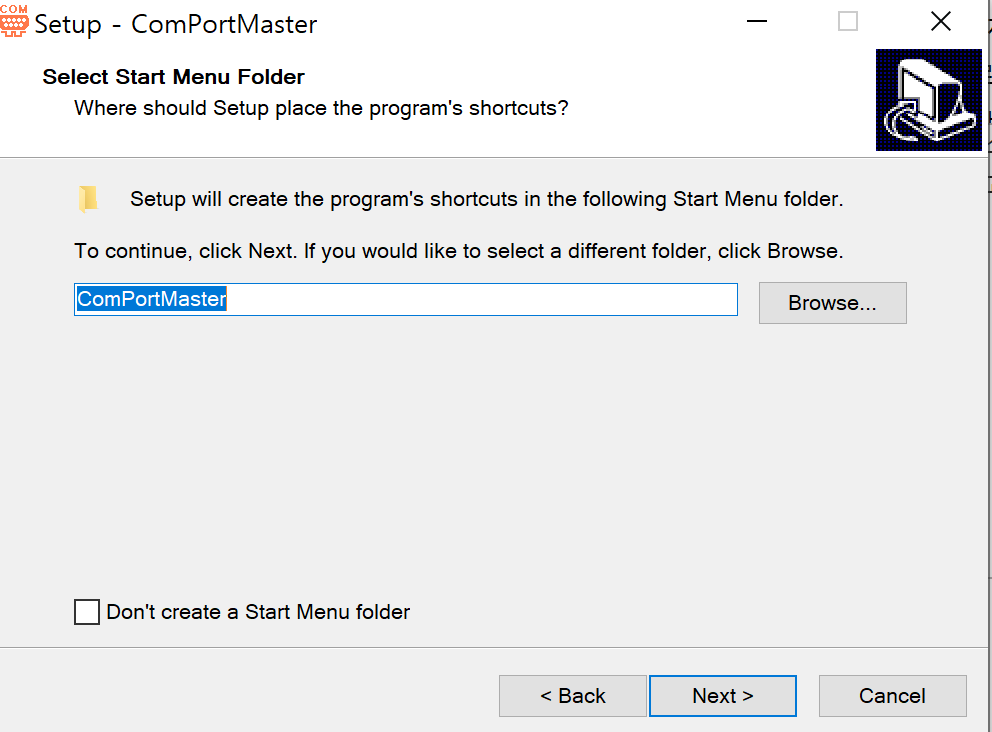 COM
Setup - ComPortMaster
Select Start Menu Folder
Where should Setup place the program's shortcuts?
Setup will create the program's shortcuts in the following Start Menu folder.
To continue, click Next. If you would like to select a different folder, click Browse.
ComPortMaster
Browse...
Don't create a Start Menu folder
< Back
Next >
Cancel